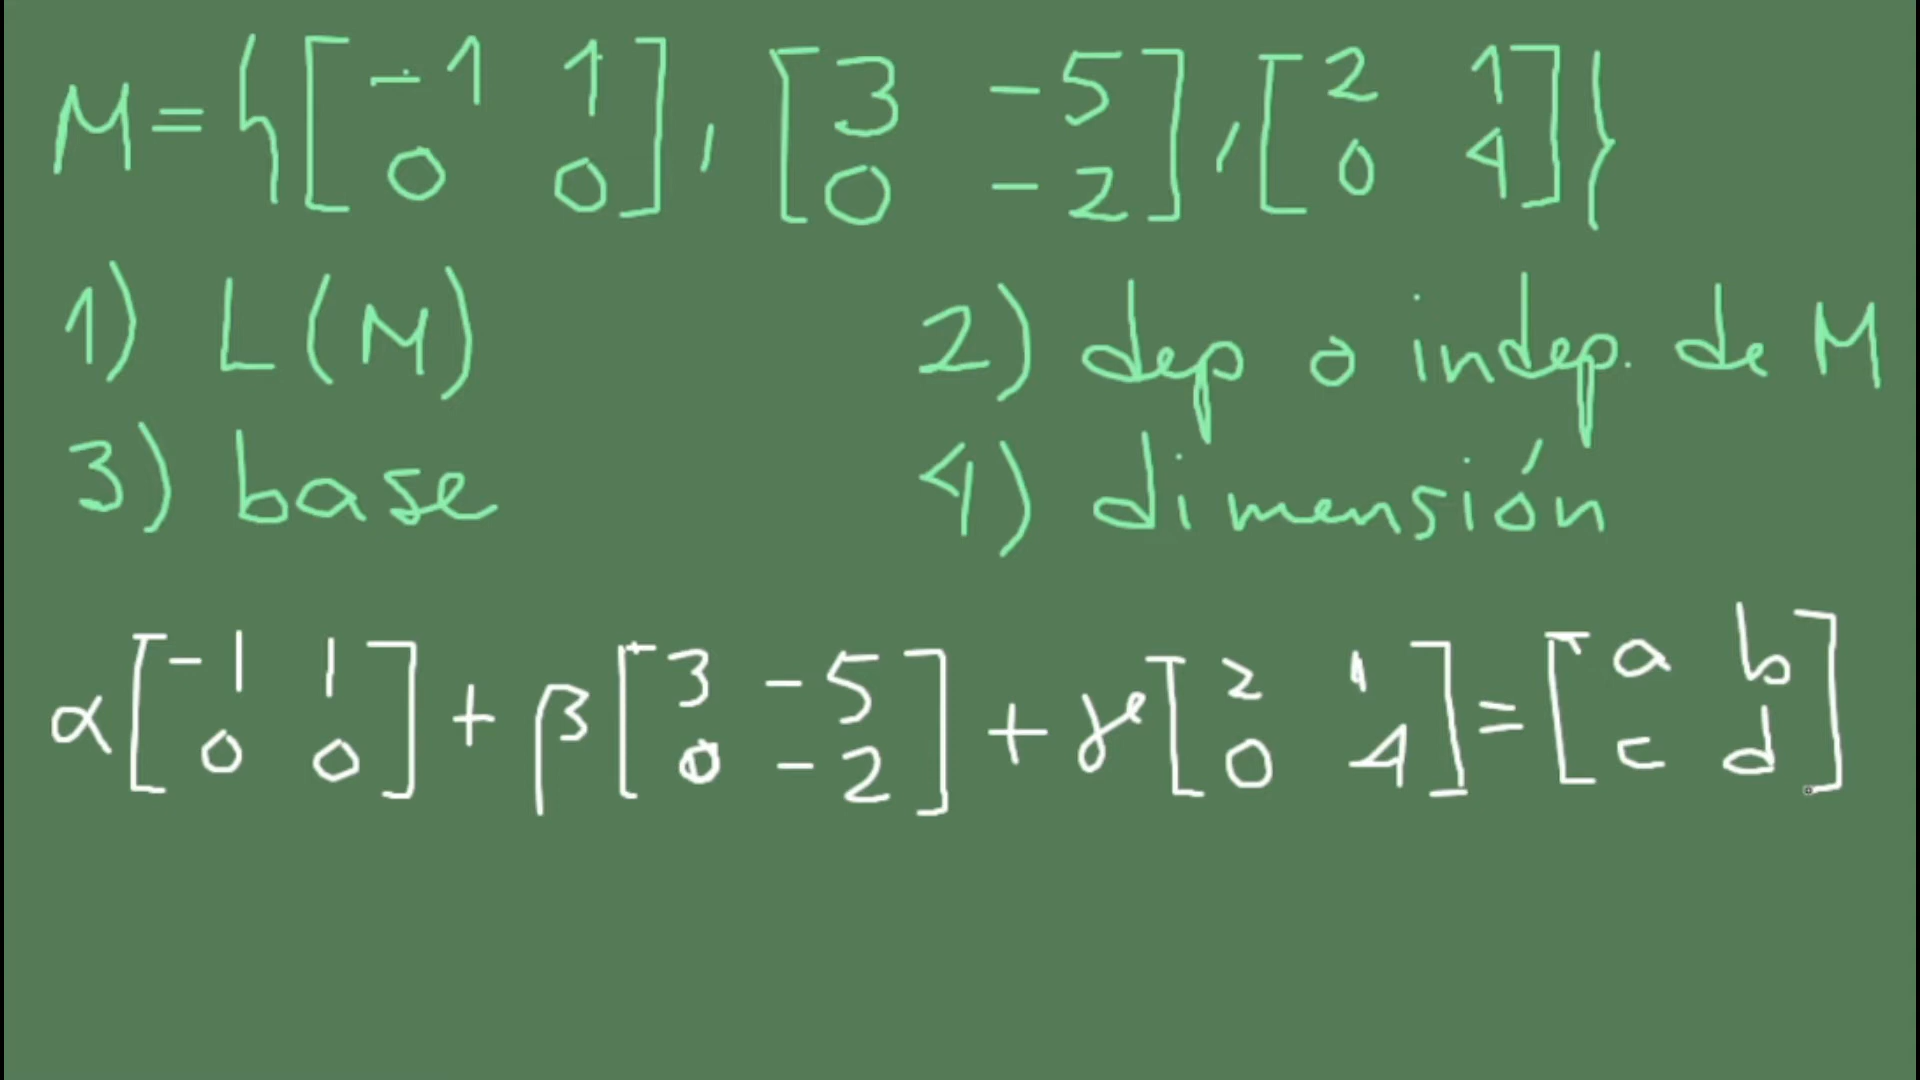 M = { [ -1 1 ] , [ 3 -5 ] , [ 2 1 ] }
[ 0 0 ] [ 0 -2 ] [ 0 4 ]
1) L(M) 2) dep o indep. de M
3) base 4) dimensión
α [ -1 1 ] + β [ 3 -5 ] + γ [ 2 1 ] = [ a b ]
[ 0 0 ] [ 0 -2 ] [ 0 4 ] [ c d ]